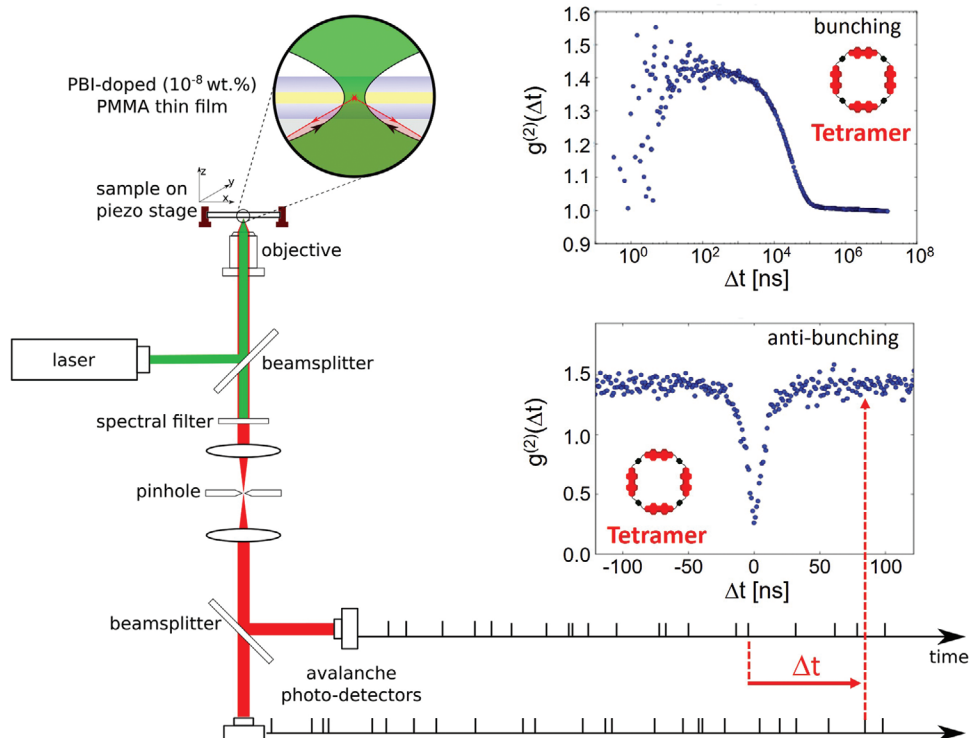 PBI-doped (10⁻⁸ wt.%)
PMMA thin film
z
y
x
sample on
piezo stage
objective
laser
beamsplitter
spectral filter
pinhole
beamsplitter
avalanche
photo-detectors
time
Δt
bunching
Tetramer
g⁽²⁾(Δt)
1.6
1.5
1.4
1.3
1.2
1.1
1.0
0.9
10⁰ 10² 10⁴ 10⁶ 10⁸
Δt [ns]
anti-bunching
Tetramer
g⁽²⁾(Δt)
1.5
1.0
0.5
0.0
-100 -50 0 50 100
Δt [ns]